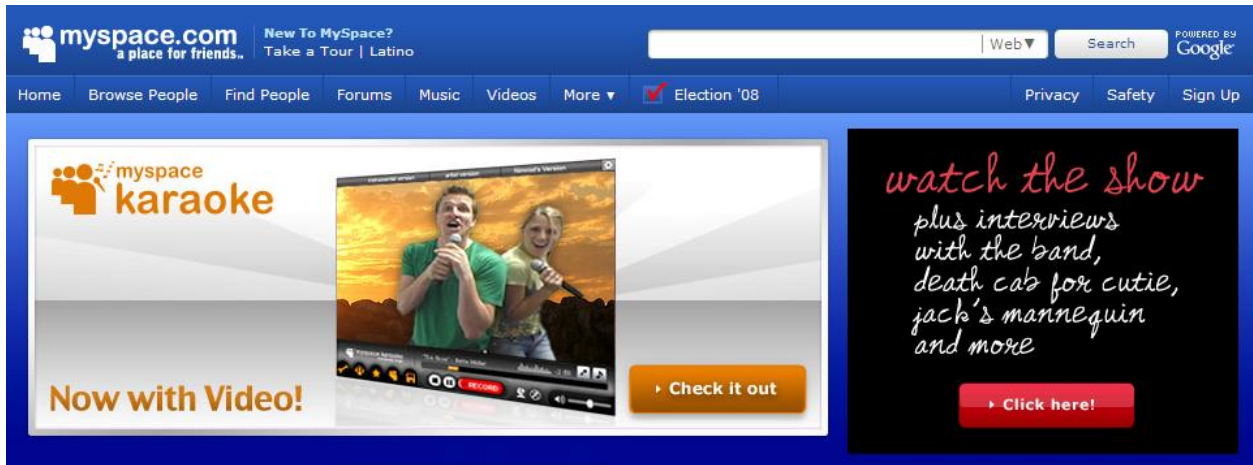 myspace.com
a place for friends..
New To MySpace?
Take a Tour | Latino
Web▼
Search
POWERED BY
Google
Home Browse People Find People Forums Music Videos More ▼ Election '08 Privacy Safety Sign Up
myspace
karaoke
Now with Video!
RECORD
Check it out
watch the show
plus interviews
with the band,
death cab for cutie,
jack's mannequin
and more
Click here!